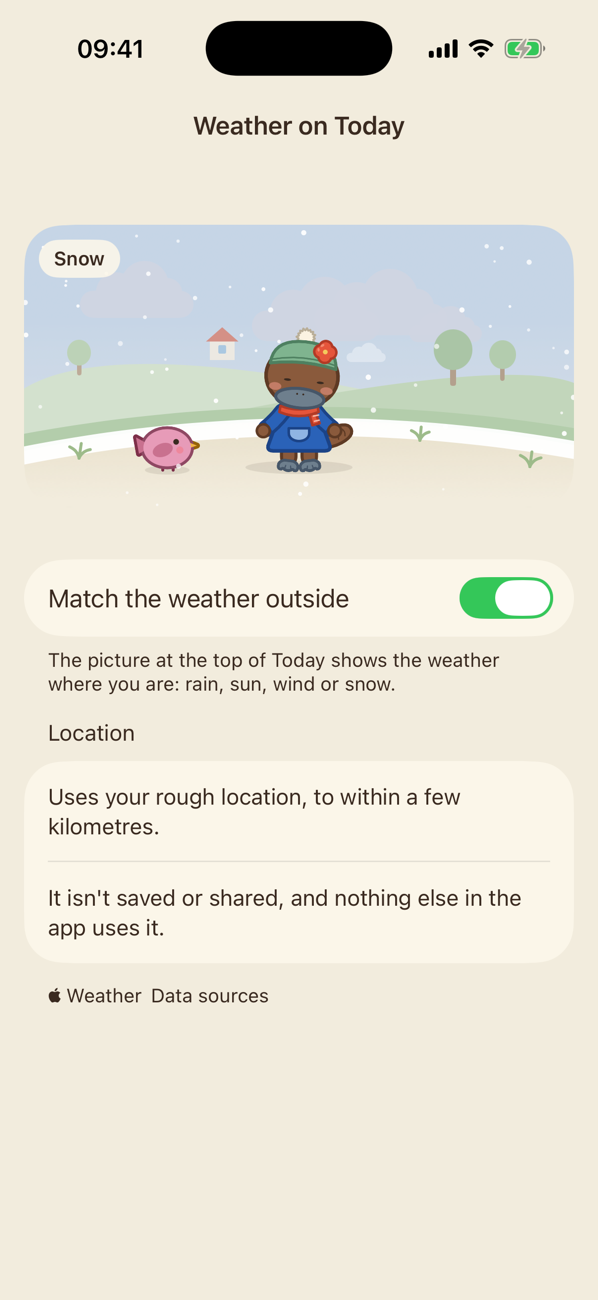 09:41
Weather on Today
Snow
Match the weather outside
The picture at the top of Today shows the weather
where you are: rain, sun, wind or snow.
Location
Uses your rough location, to within a few
kilometres.
It isn't saved or shared, and nothing else in the
app uses it.
Weather Data sources